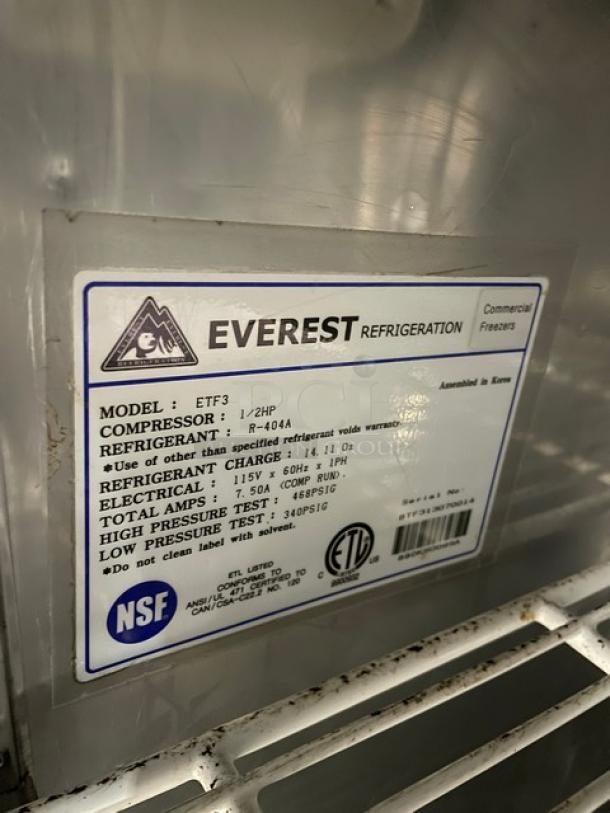 EVEREST REFRIGERATION
Commercial
Freezers
Assembled in Korea
MODEL : ETF3
COMPRESSOR : 1/2HP
REFRIGERANT : R-404A
*Use of other than specified refrigerant voids warranty.
REFRIGERANT CHARGE : 14.11 Oz
ELECTRICAL : 115V x 60Hz x 1PH
TOTAL AMPS : 7.50A (COMP RUN).
HIGH PRESSURE TEST : 468PSIG
LOW PRESSURE TEST : 340PSIG
*Do not clean label with solvent.
Serial No:
NSF
ETL LISTED
CONFORMS TO
ANSI/UL 471 CERTIFIED TO
CAN/CSA-C22.2 NO. 120
C ETL US